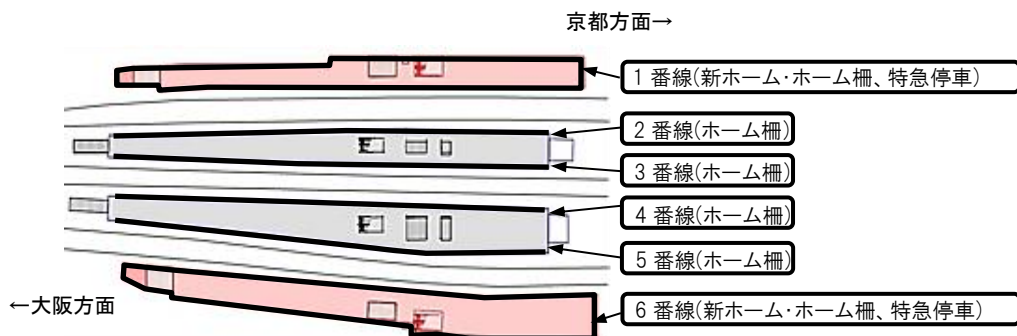 京都方面→
1番線(新ホーム・ホーム柵、特急停車)
2番線(ホーム柵)
3番線(ホーム柵)
4番線(ホーム柵)
5番線(ホーム柵)
←大阪方面
6番線(新ホーム・ホーム柵、特急停車)